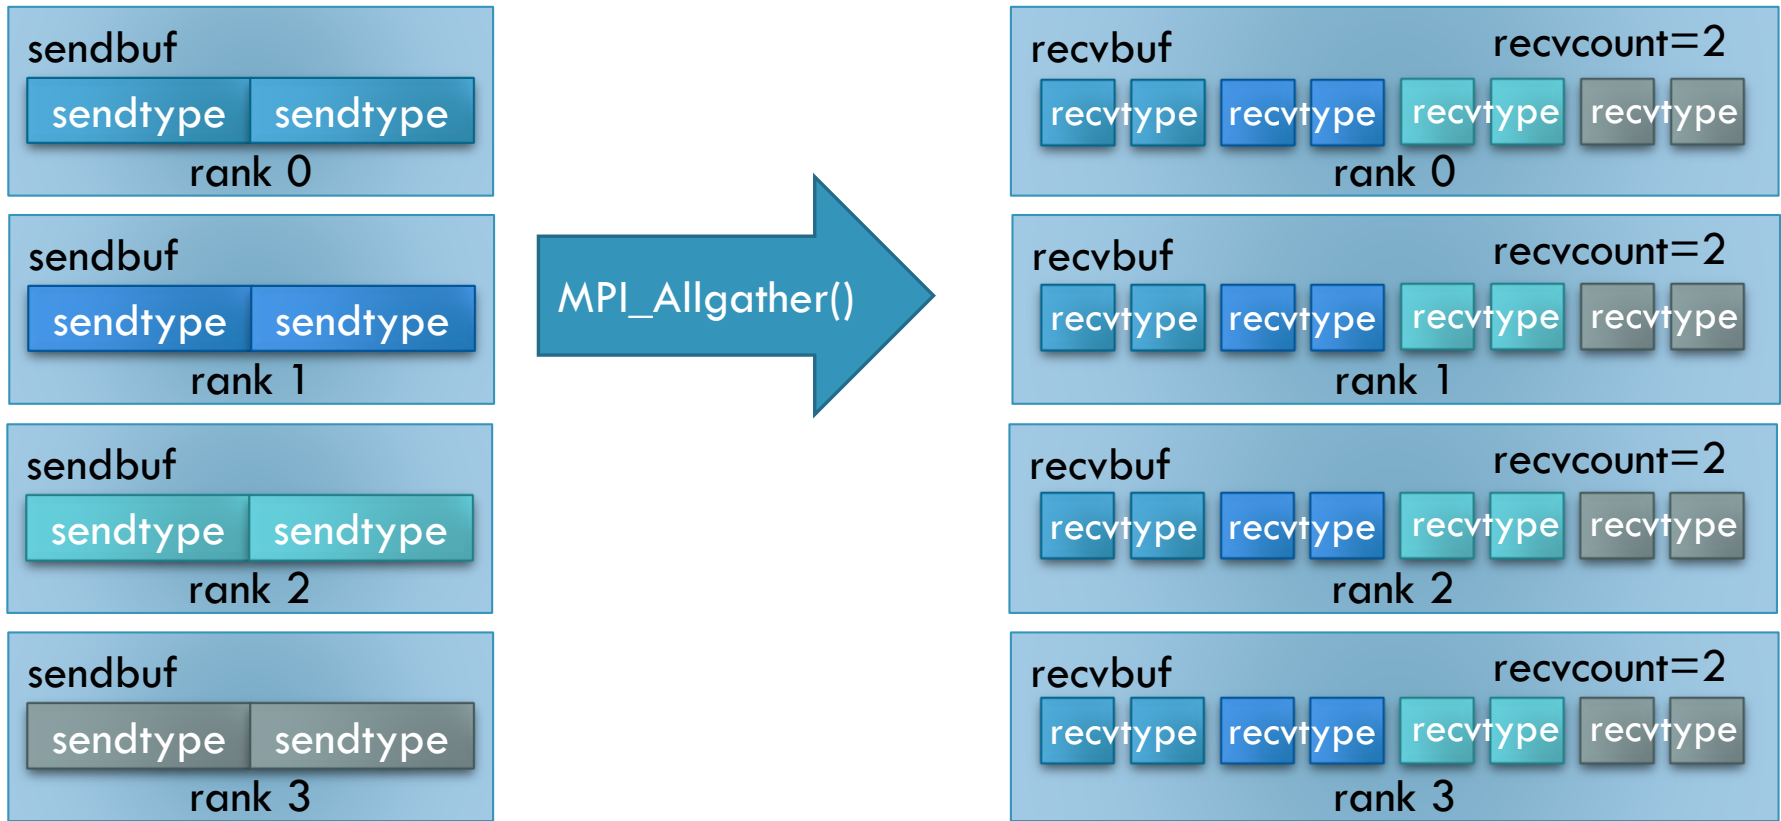 sendbuf
sendtype sendtype
rank 0
sendbuf
sendtype sendtype
rank 1
sendbuf
sendtype sendtype
rank 2
sendbuf
sendtype sendtype
rank 3
MPI_Allgather()
recvbuf recvcount=2
recvtype recvtype recvtype recvtype
rank 0
recvbuf recvcount=2
recvtype recvtype recvtype recvtype
rank 1
recvbuf recvcount=2
recvtype recvtype recvtype recvtype
rank 2
recvbuf recvcount=2
recvtype recvtype recvtype recvtype
rank 3